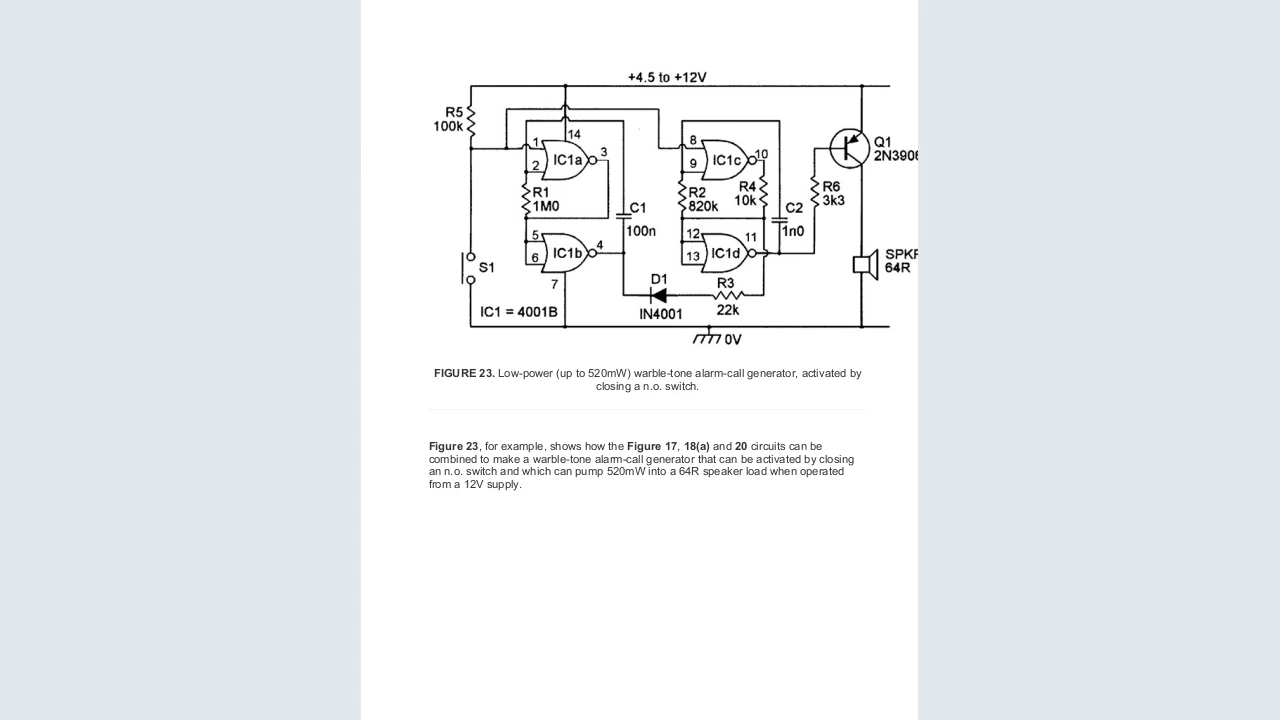 +4.5 to +12V
R5
100k
14
1
2
IC1a
3
8
9
IC1c
10
Q1
2N3906
R1
1M0
C1
100n
R2
820k
R4
10k
C2
1n0
R6
3k3
5
6
IC1b
4
12
13
IC1d
11
S1
7
D1
IN4001
R3
22k
SPKR
64R
IC1 = 4001B
0V
FIGURE 23. Low-power (up to 520mW) warble-tone alarm-call generator, activated by
closing a n.o. switch.
Figure 23, for example, shows how the Figure 17, 18(a) and 20 circuits can be
combined to make a warble-tone alarm-call generator that can be activated by closing
an n.o. switch and which can pump 520mW into a 64R speaker load when operated
from a 12V supply.